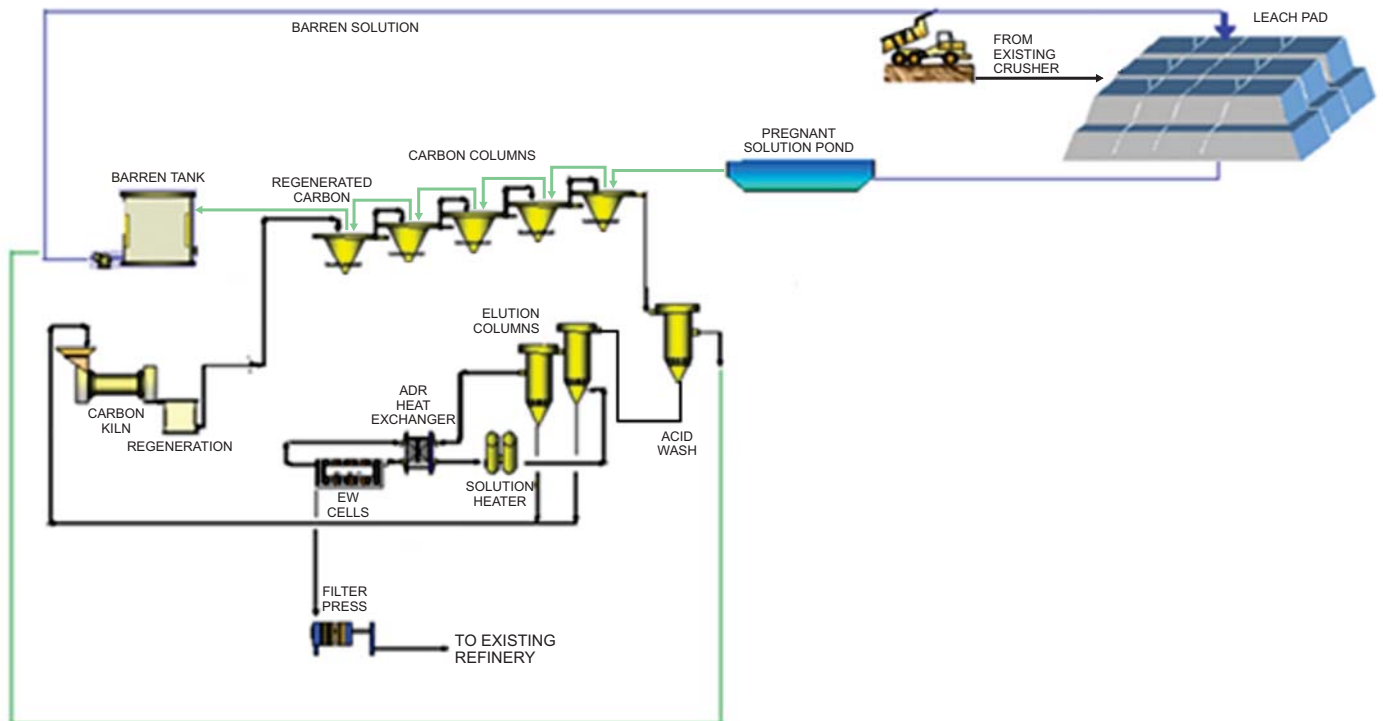 BARREN SOLUTION
LEACH PAD
FROM
EXISTING
CRUSHER
PREGNANT
SOLUTION POND
CARBON COLUMNS
BARREN TANK
REGENERATED
CARBON
ELUTION
COLUMNS
ADR
HEAT
EXCHANGER
CARBON
KILN
REGENERATION
ACID
WASH
SOLUTION
HEATER
EW
CELLS
FILTER
PRESS
TO EXISTING
REFINERY